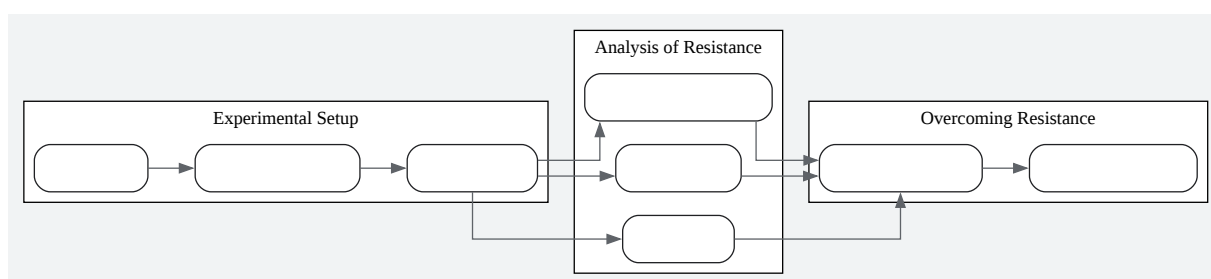 Analysis of Resistance
Experimental Setup
Overcoming Resistance